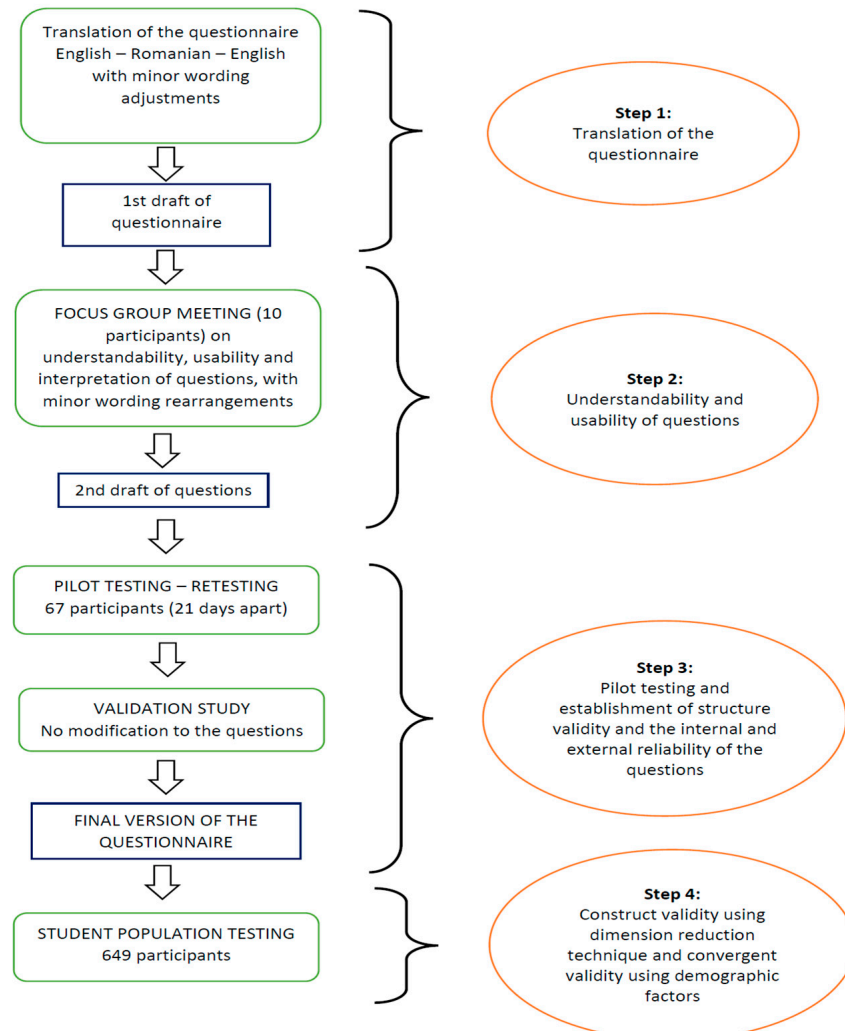 Translation of the questionnaire
English – Romanian – English
with minor wording
adjustments
Step 1:
Translation of the
questionnaire
1st draft of
questionnaire
FOCUS GROUP MEETING (10
participants) on
understandability, usability and
interpretation of questions, with
minor wording rearrangements
Step 2:
Understandability and
usability of questions
2nd draft of questions
PILOT TESTING – RETESTING
67 participants (21 days apart)
VALIDATION STUDY
No modification to the questions
Step 3:
Pilot testing and
establishment of structure
validity and the internal and
external reliability of the
questions
FINAL VERSION OF THE
QUESTIONNAIRE
STUDENT POPULATION TESTING
649 participants
Step 4:
Construct validity using
dimension reduction
technique and convergent
validity using demographic
factors